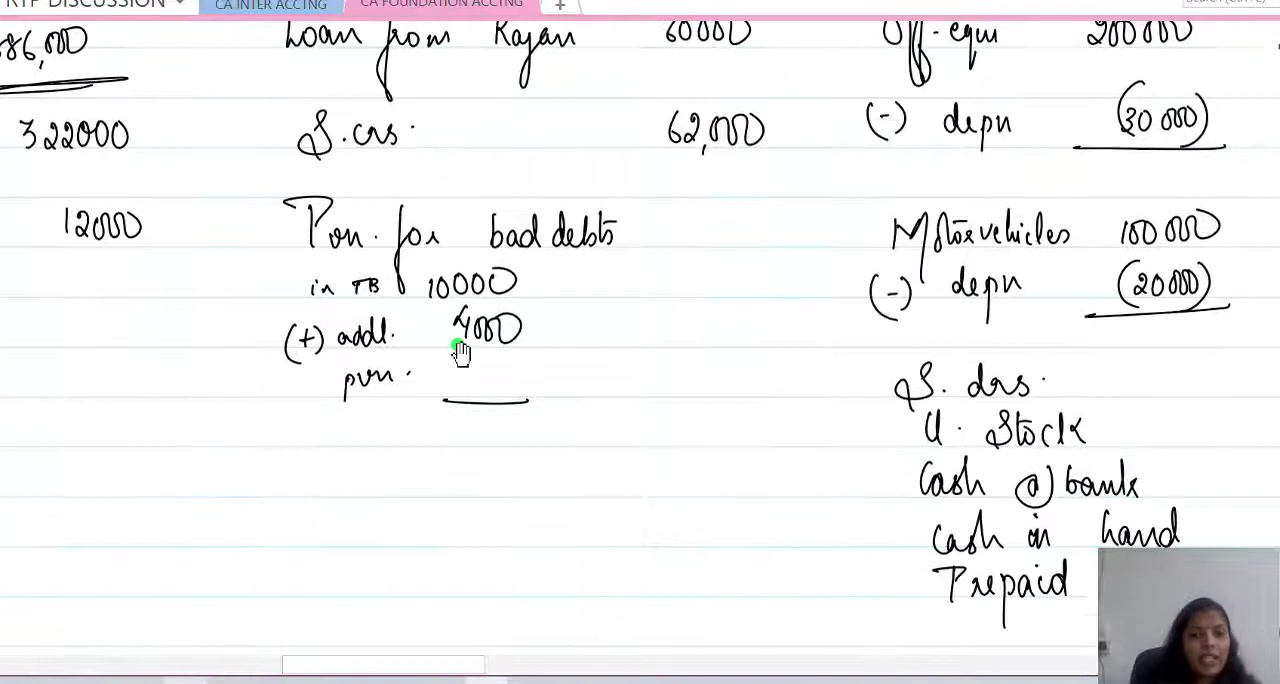 RTP DISCUSSION
CA INTER ACCTNG
CA FOUNDATION ACCTNG
+
86,000 Loan from Rajan 60000 Off. equi 200000
322000 S. crs. 62,000 (-) depn (30000)
12000 Pvn. for bad debts Motor vehicles 100000
in TB 10000 (-) depn (20000)
(+) addl. 4000
pvn. S. drs.
U. Stock
Cash @ bank
Cash in hand
Prepaid